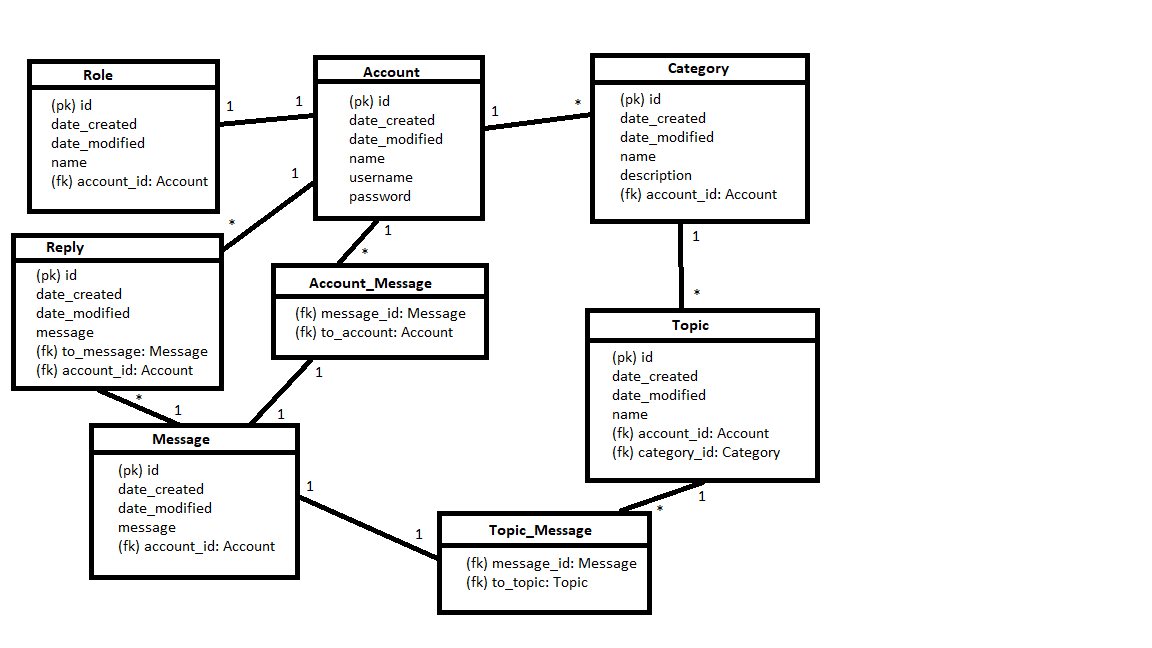 Role
(pk) id
date_created
date_modified
name
(fk) account_id: Account
1
1
Account
(pk) id
date_created
date_modified
name
username
password
1
*
Category
(pk) id
date_created
date_modified
name
description
(fk) account_id: Account
1
*
Reply
(pk) id
date_created
date_modified
message
(fk) to_message: Message
(fk) account_id: Account
1
*
Account_Message
(fk) message_id: Message
(fk) to_account: Account
1
*
Topic
(pk) id
date_created
date_modified
name
(fk) account_id: Account
(fk) category_id: Category
*
1
1
1
Message
(pk) id
date_created
date_modified
message
(fk) account_id: Account
1
1
1
*
Topic_Message
(fk) message_id: Message
(fk) to_topic: Topic